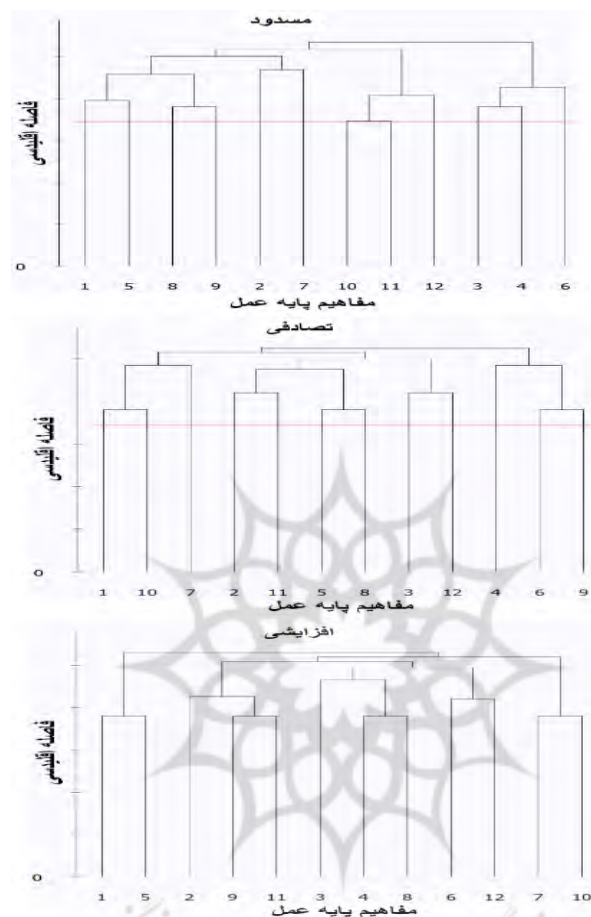 مسدود
فاصله اقلیدسی
0
1 5 8 9 2 7 10 11 12 3 4 6
مفاهیم پایه عمل
تصادفی
فاصله اقلیدسی
0
1 10 7 2 11 5 8 3 12 4 6 9
مفاهیم پایه عمل
افزایشی
فاصله اقلیدسی
0
1 5 2 9 11 3 4 8 6 12 7 10
مفاهیم پایه عمل